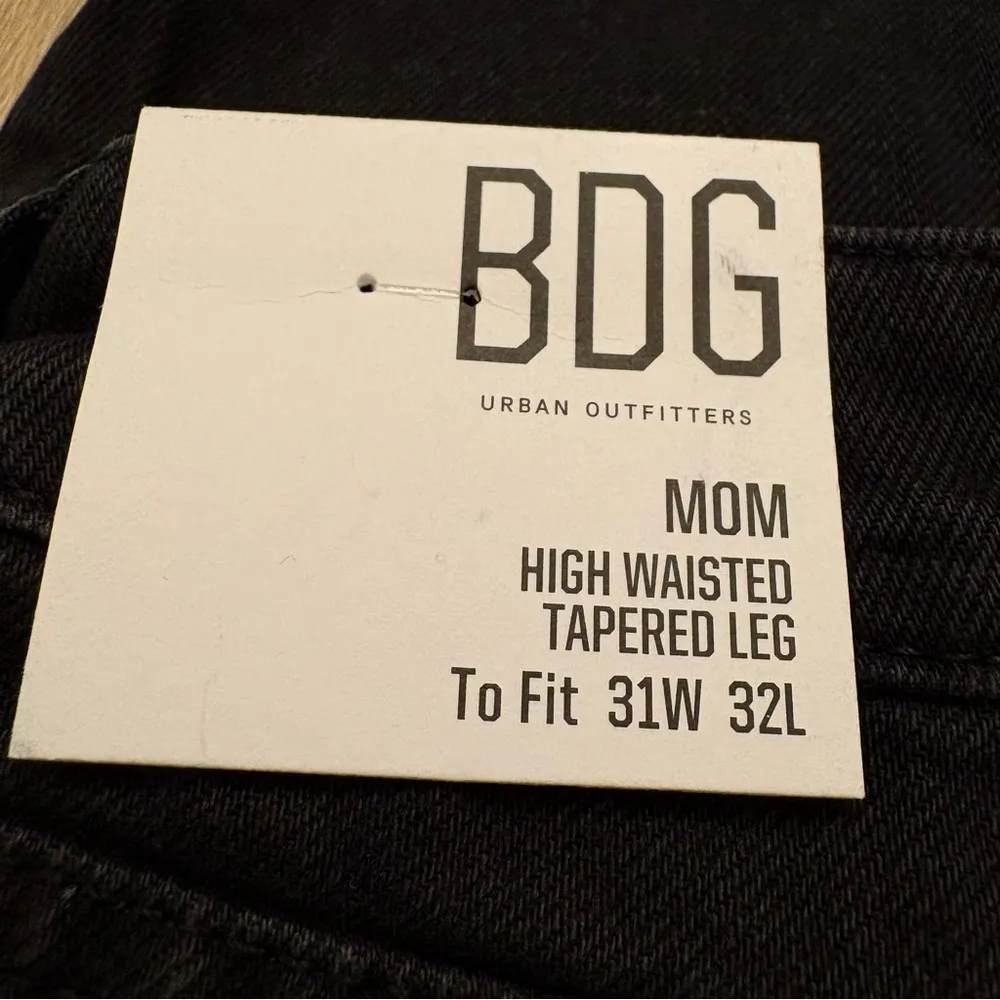 BDG
URBAN OUTFITTERS
MOM
HIGH WAISTED
TAPERED LEG
To Fit 31W 32L